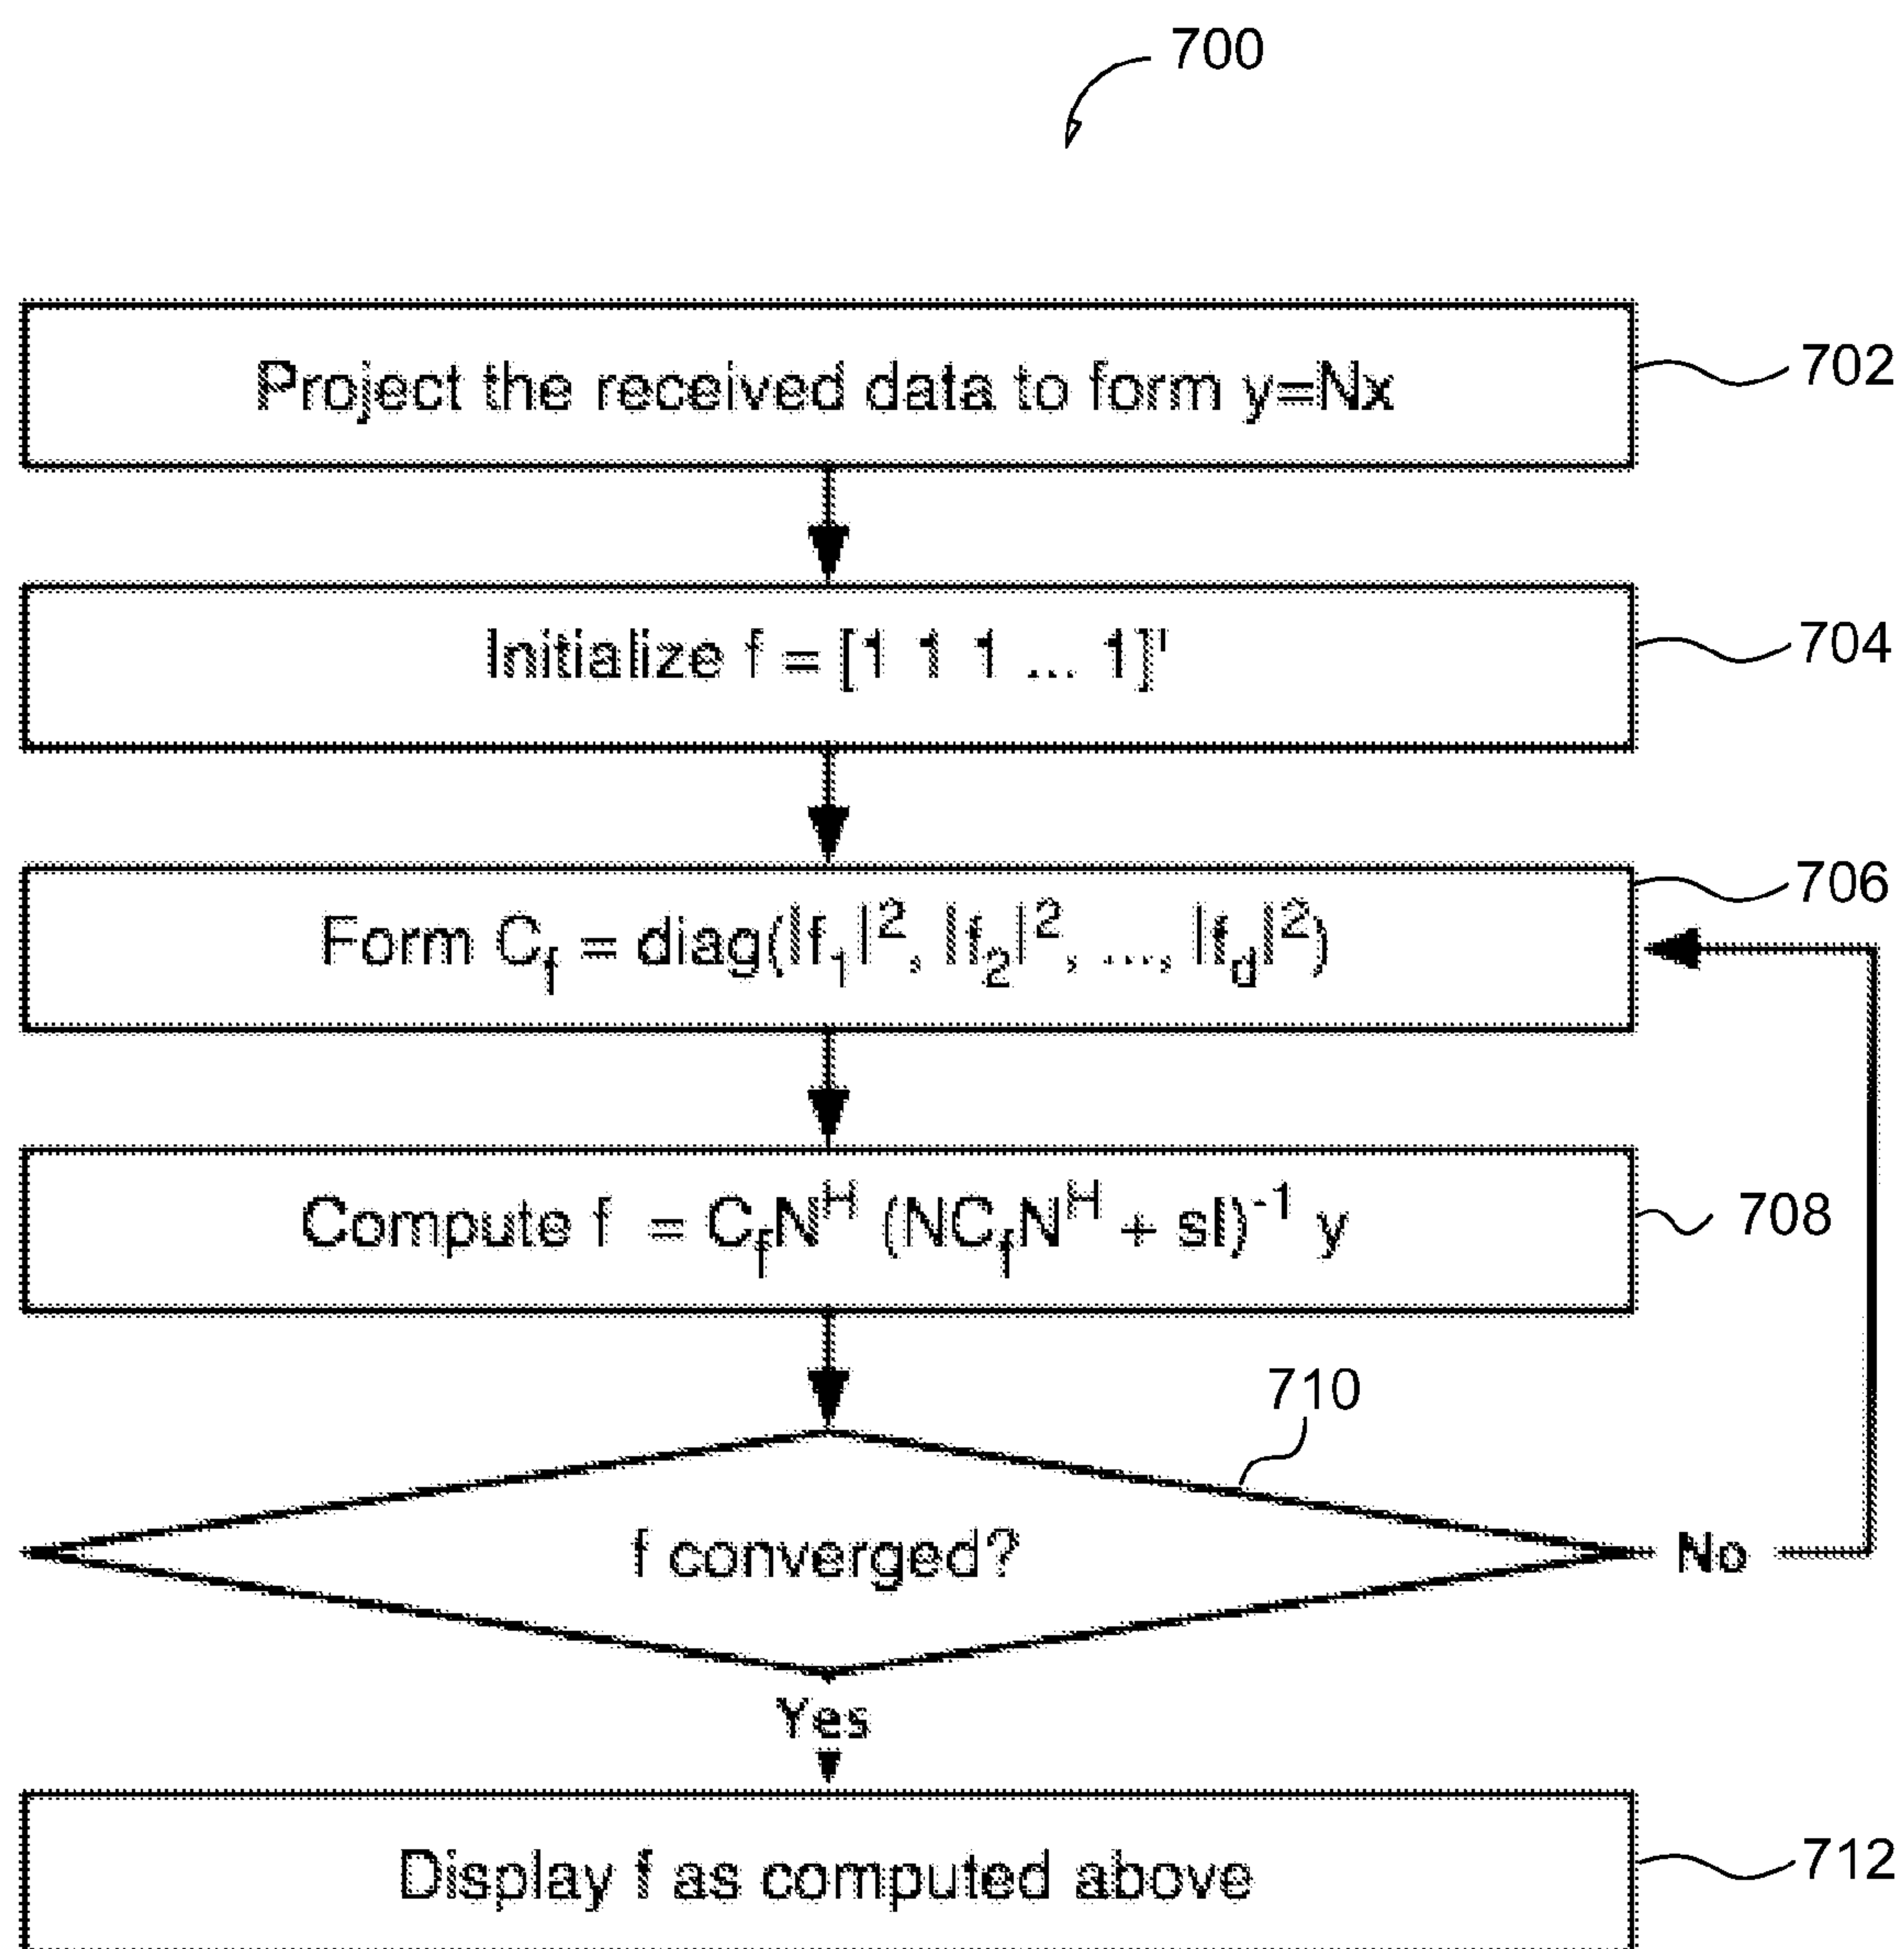 700
Project the received data to form y=Nx
702
Initialize f = [1 1 1 ... 1]'
704
706
Form C_f = diag(|f_1|^2, |f_2|^2, ..., |f_d|^2)
Compute f = C_fN^H (NC_fN^H + sI)^-1 y
708
710
f converged?
No
Yes
Display f as computed above
712